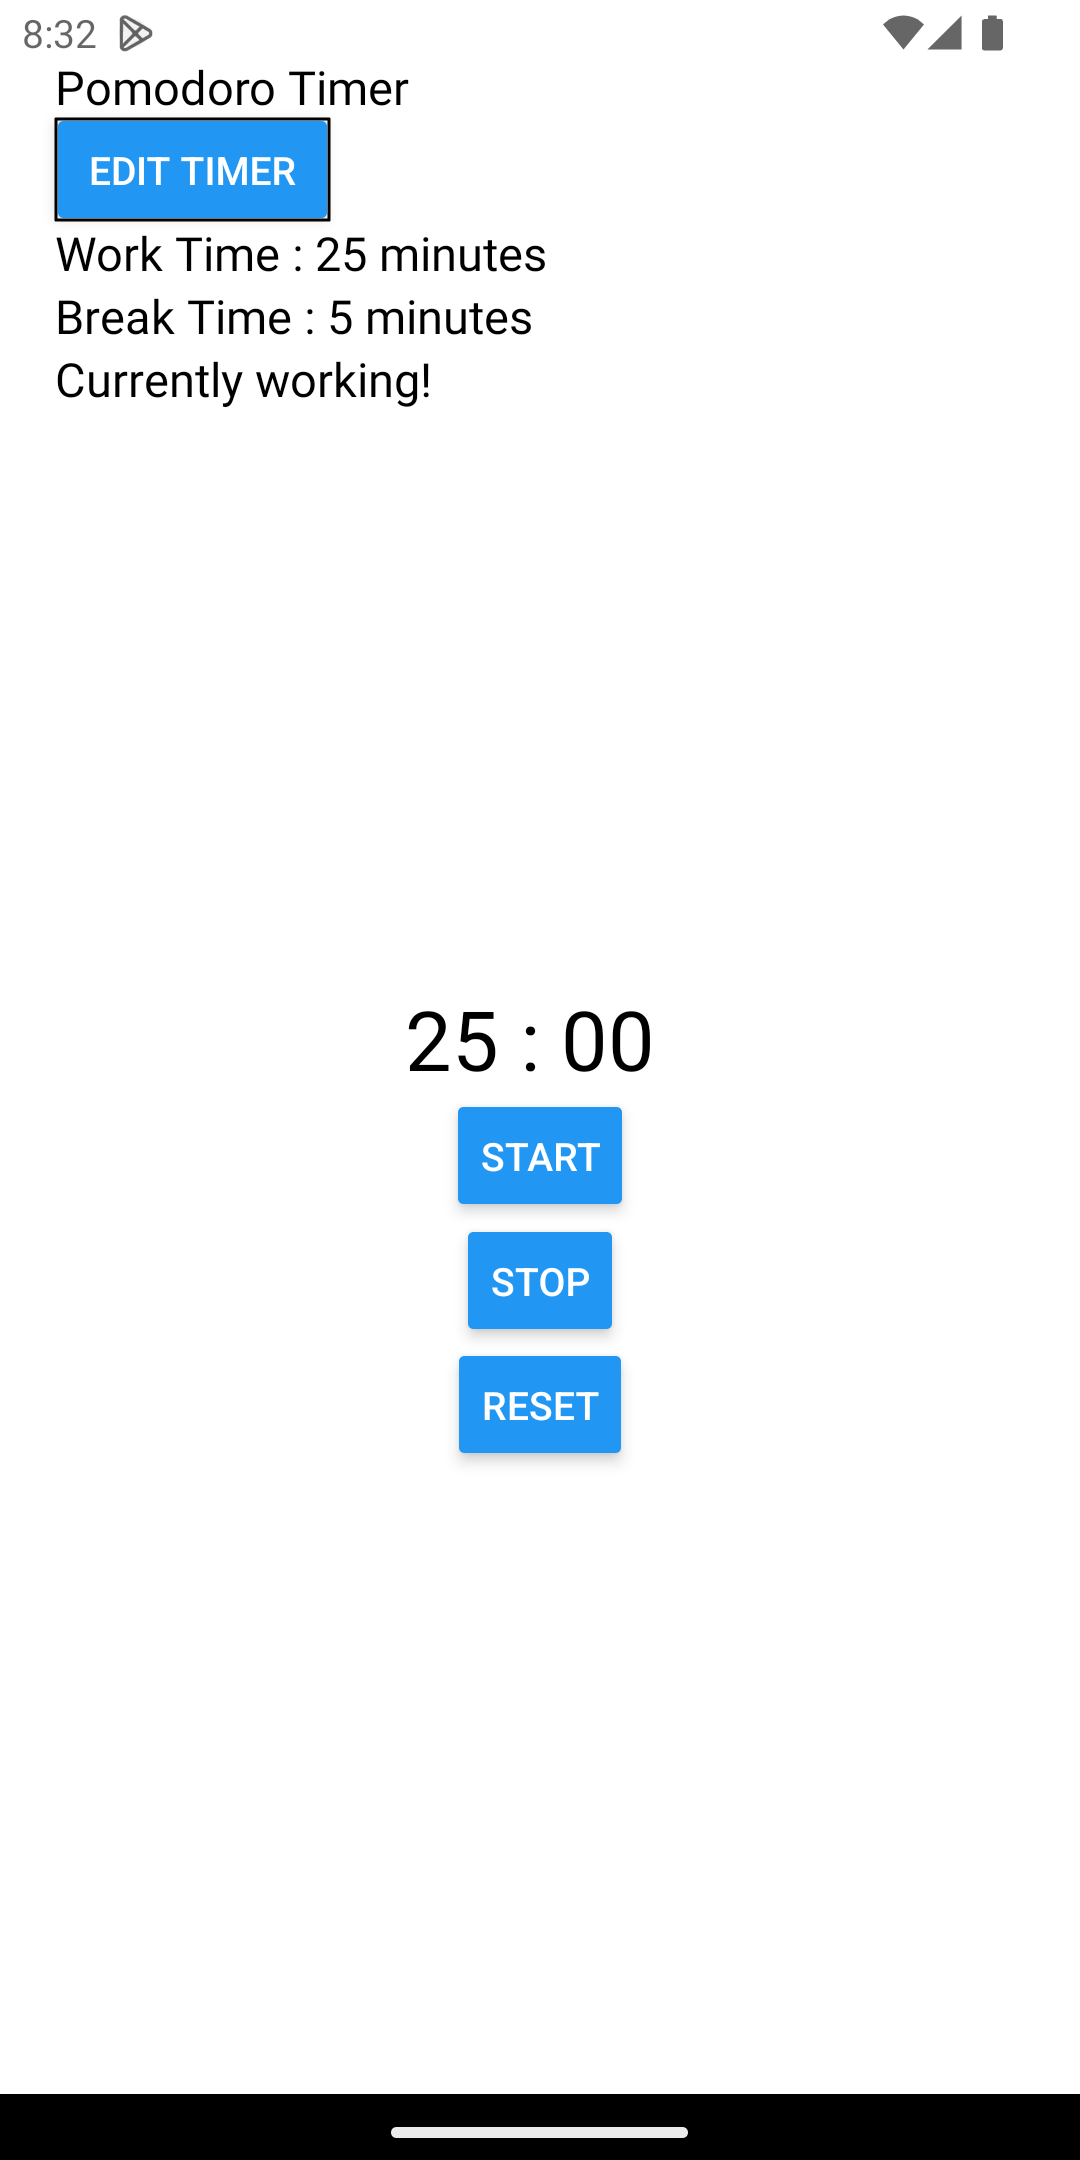 8:32
Pomodoro Timer
EDIT TIMER
Work Time : 25 minutes
Break Time : 5 minutes
Currently working!
25 : 00
START
STOP
RESET